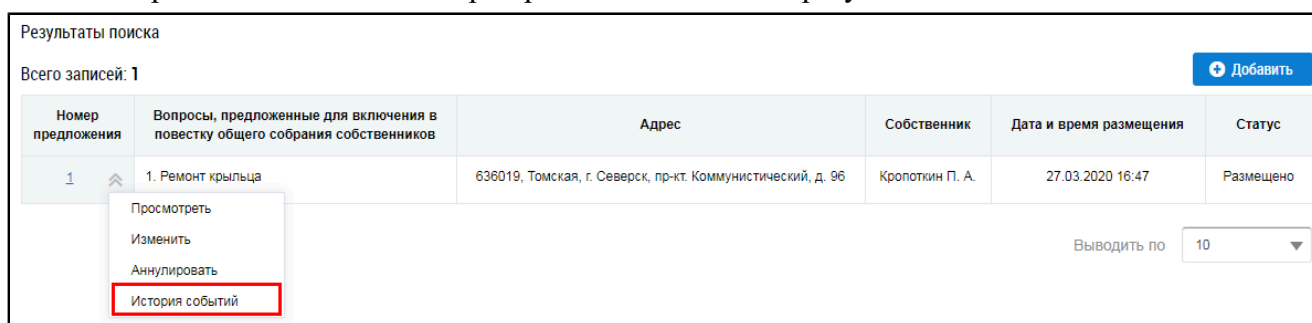 Результаты поиска
Всего записей: 1
Добавить
Номер
предложения
Вопросы, предложенные для включения в
повестку общего собрания собственников
Адрес
Собственник
Дата и время размещения
Статус
1
1. Ремонт крыльца
636019, Томская, г. Северск, пр-кт. Коммунистический, д. 96
Кропоткин П. А.
27.03.2020 16:47
Размещено
Просмотреть
Изменить
Аннулировать
История событий
Выводить по
10